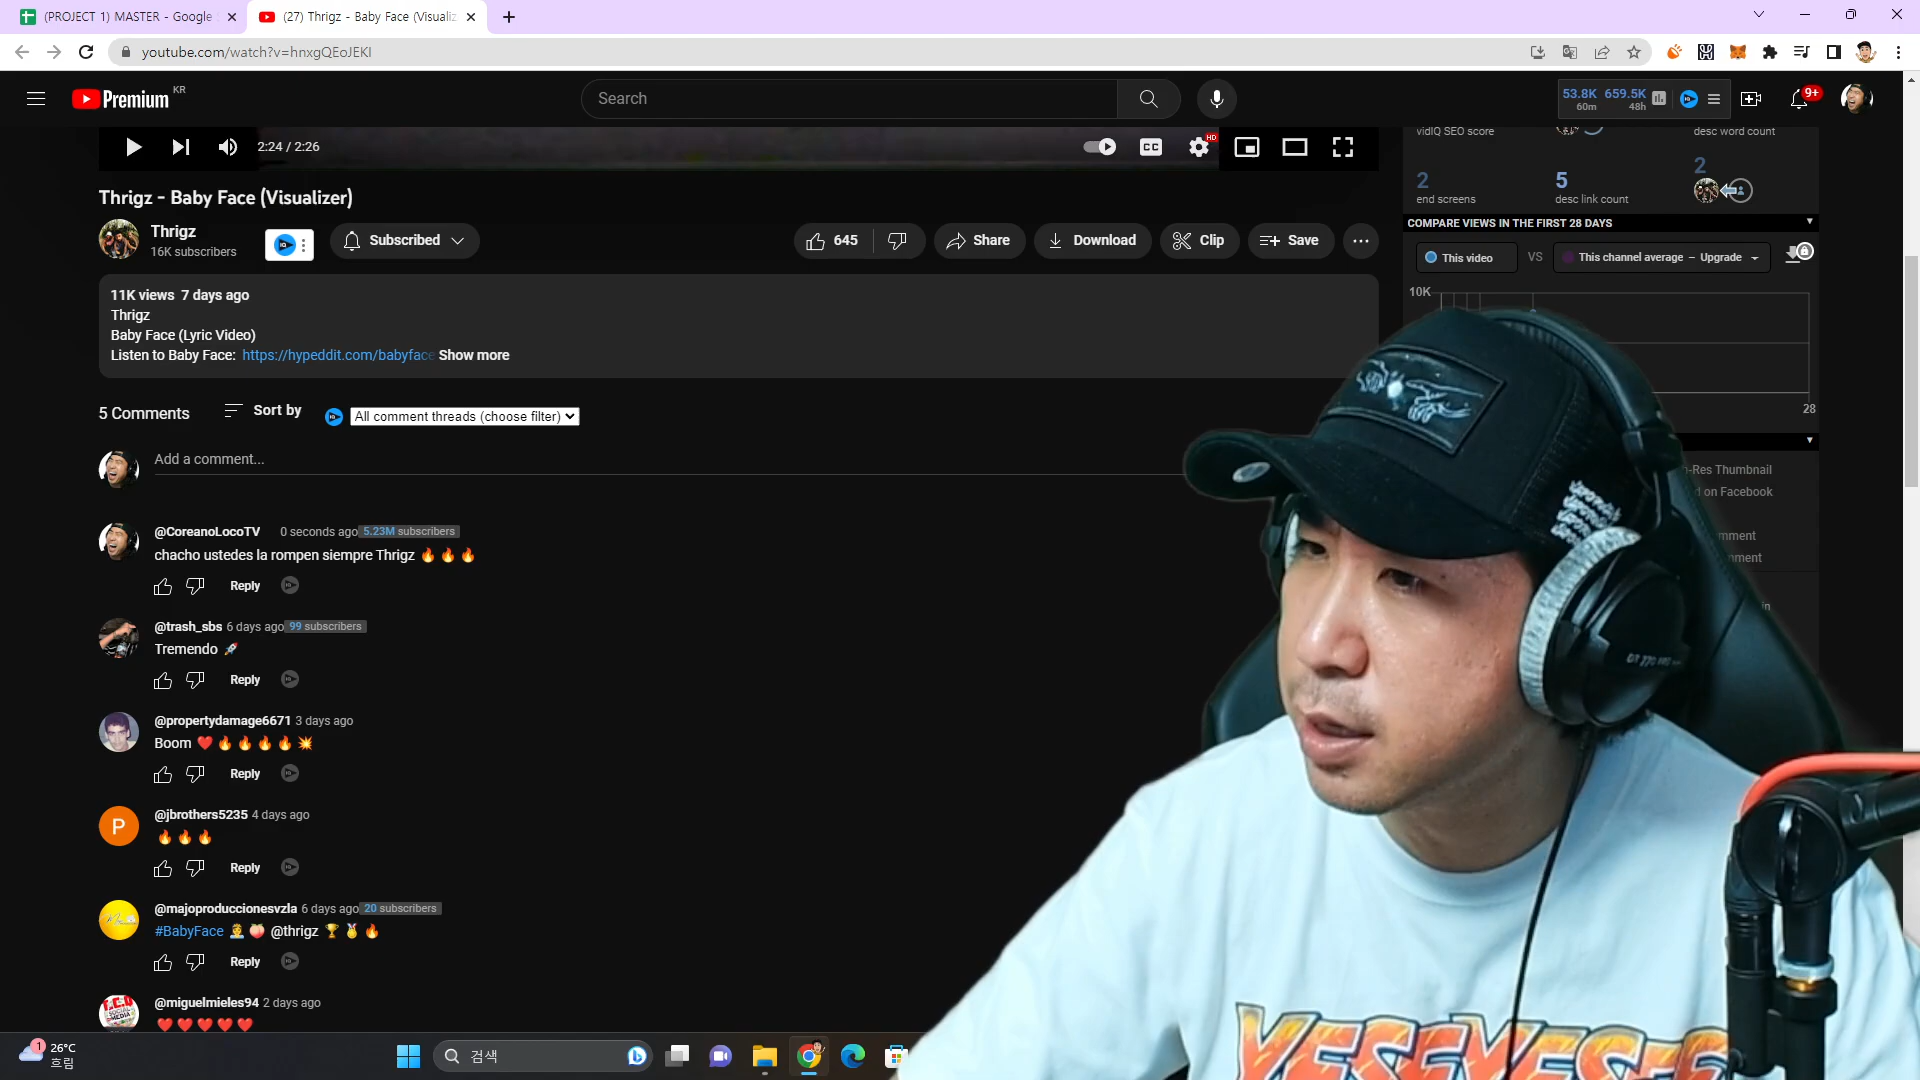 (PROJECT 1) MASTER - Google
(27) Thrigz - Baby Face (Visualiz
youtube.com/watch?v=hnxgQEoJEKI
Premium KR
Search
53.8K 659.5K
60m 48h
9+
2:24 / 2:26
CC
HD
vidIQ SEO score
desc word count
2
2
5
end screens
desc link count
Thrigz - Baby Face (Visualizer)
COMPARE VIEWS IN THE FIRST 28 DAYS
Thrigz
16K subscribers
Subscribed
645
Share
Download
Clip
Save
This video
VS
This channel average – Upgrade
10K
28
11K views 7 days ago
Thrigz
Baby Face (Lyric Video)
Listen to Baby Face: https://hypeddit.com/babyface Show more
5 Comments
Sort by
All comment threads (choose filter)
Add a comment...
-Res Thumbnail
d on Facebook
mment
ment
in
@CoreanoLocoTV 0 seconds ago 5.23M subscribers
chacho ustedes la rompen siempre Thrigz 🔥🔥🔥
Reply
@trash_sbs 6 days ago 99 subscribers
Tremendo 🚀
Reply
@propertydamage6671 3 days ago
Boom ❤️🔥🔥🔥🔥💥
Reply
P
@jbrothers5235 4 days ago
🔥🔥🔥
Reply
@majoproduccionesvzla 6 days ago 20 subscribers
#BabyFace 👰🍑 @thrigz 🏆🥇🔥
Reply
@miguelmieles94 2 days ago
❤️❤️❤️❤️❤️
1
26°C
흐림
검색
YESEYESEE